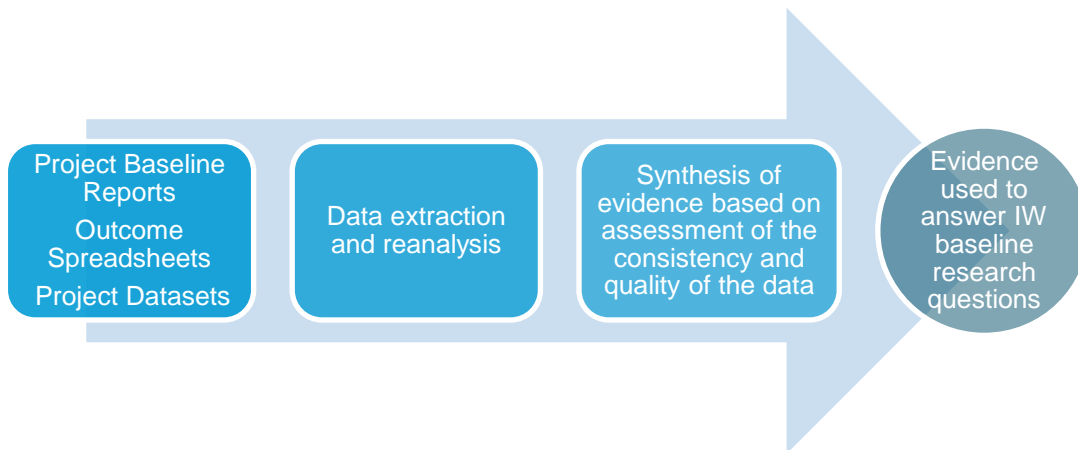 Project Baseline
Reports
Outcome
Spreadsheets
Project Datasets
Data extraction
and reanalysis
Synthesis of
evidence based on
assessment of the
consistency and
quality of the data
Evidence
used to
answer IW
baseline
research
questions